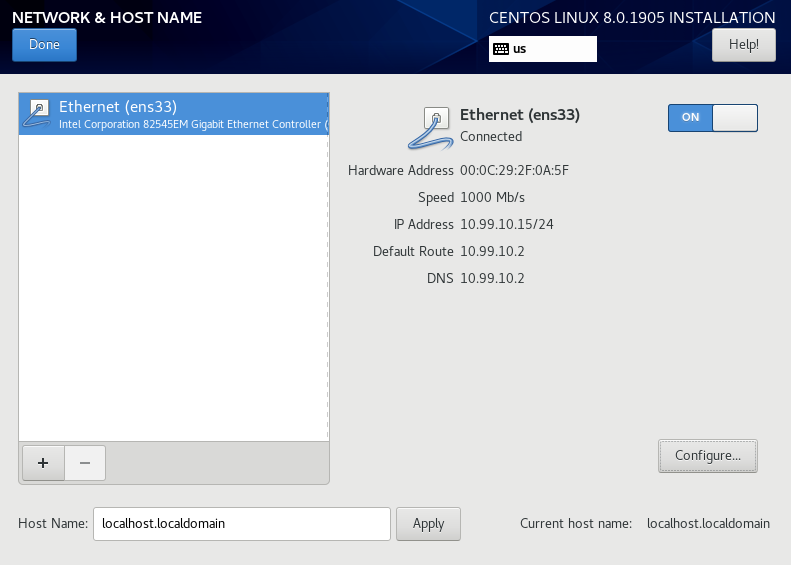 NETWORK & HOST NAME
CENTOS LINUX 8.0.1905 INSTALLATION
Done
us
Help!
Ethernet (ens33)
Intel Corporation 82545EM Gigabit Ethernet Controller (
Ethernet (ens33)
Connected
ON
Hardware Address 00:0C:29:2F:0A:5F
Speed 1000 Mb/s
IP Address 10.99.10.15/24
Default Route 10.99.10.2
DNS 10.99.10.2
+ −
Configure...
Host Name: localhost.localdomain Apply Current host name: localhost.localdomain